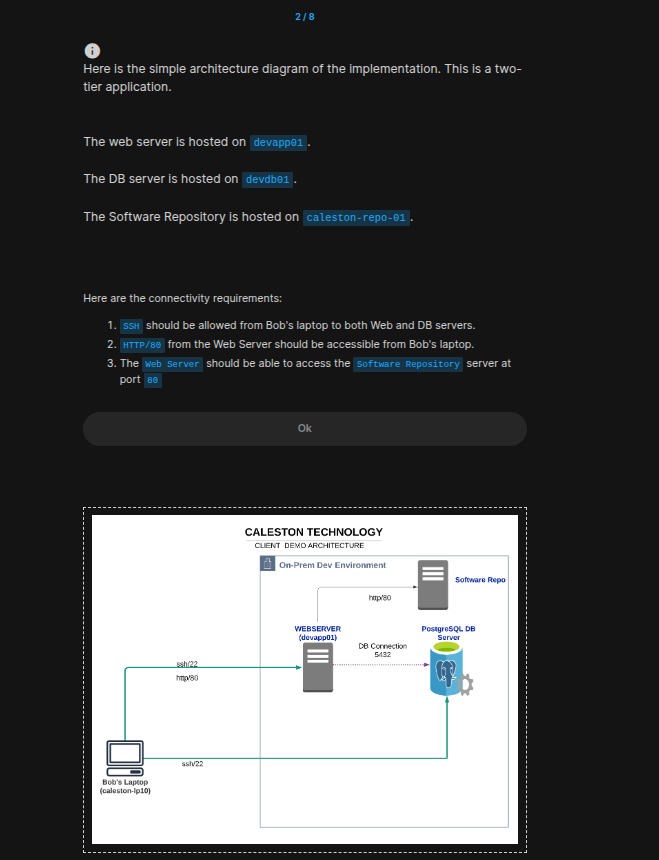 2 / 8
Here is the simple architecture diagram of the implementation. This is a two-
tier application.
The web server is hosted on devapp01.
The DB server is hosted on devdb01.
The Software Repository is hosted on caleston-repo-01.
Here are the connectivity requirements:
1. SSH should be allowed from Bob's laptop to both Web and DB servers.
2. HTTP/80 from the Web Server should be accessible from Bob's laptop.
3. The Web Server should be able to access the Software Repository server at
port 80
Ok
CALESTON TECHNOLOGY
CLIENT DEMO ARCHITECTURE
On-Prem Dev Environment
Software Repo
http/80
WEBSERVER
(devapp01)
PostgreSQL DB
Server
DB Connection
5432
ssh/22
http/80
ssh/22
Bob's Laptop
(caleston-lp10)